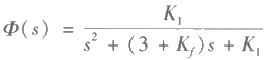 Φ(s) = K₁ / (s² + (3 + K_f)s + K₁)